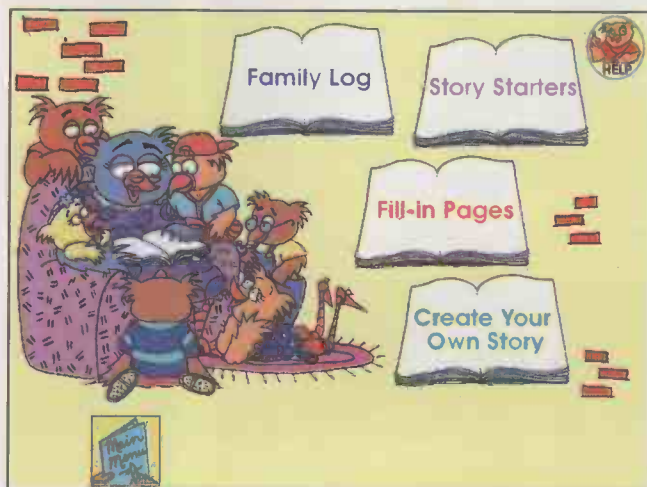 Family Log
Story Starters
HELP
Fill-in Pages
Create Your
Own Story
Main
Menu